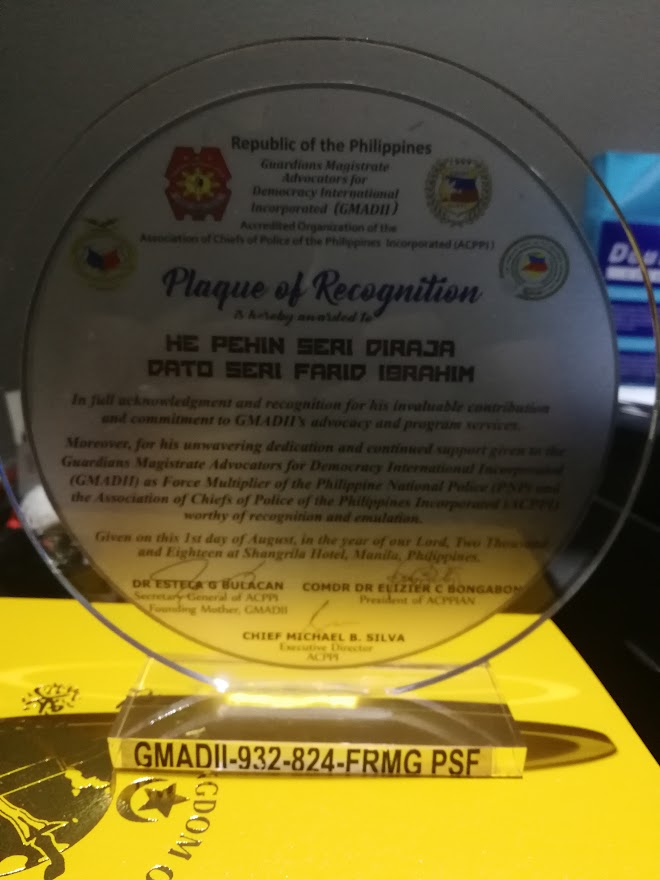 Republic of the Philippines
Guardians Magistrate
Advocators for
Democracy International
Incorporated (GMADII)
Accredited Organization of the
Association of Chiefs of Police of the Philippines Incorporated (ACPPI)
Plaque of Recognition
is hereby awarded to
HE PEHIN SERI DIRAJA
DATO SERI FARID IBRAHIM
In full acknowledgment and recognition for his invaluable contribution
and commitment to GMADII's advocacy and program services.
Moreover, for his unwavering dedication and continued support given to the
Guardians Magistrate Advocators for Democracy International Incorporated
(GMADII) as Force Multiplier of the Philippine National Police (PNP) and
the Association of Chiefs of Police of the Philippines Incorporated (ACPPI)
worthy of recognition and emulation.
Given on this 1st day of August, in the year of our Lord, Two Thousand
and Eighteen at Shangrila Hotel, Manila, Philippines.
DR ESTECA G BULACAN
Secretary General of ACPPI
Founding Mother, GMADII
COMDR DR ELIZIER C BONGABON
President of ACPPIAN
CHIEF MICHAEL B. SILVA
Executive Director
ACPPI
GMADII-932-824-FRMG PSF